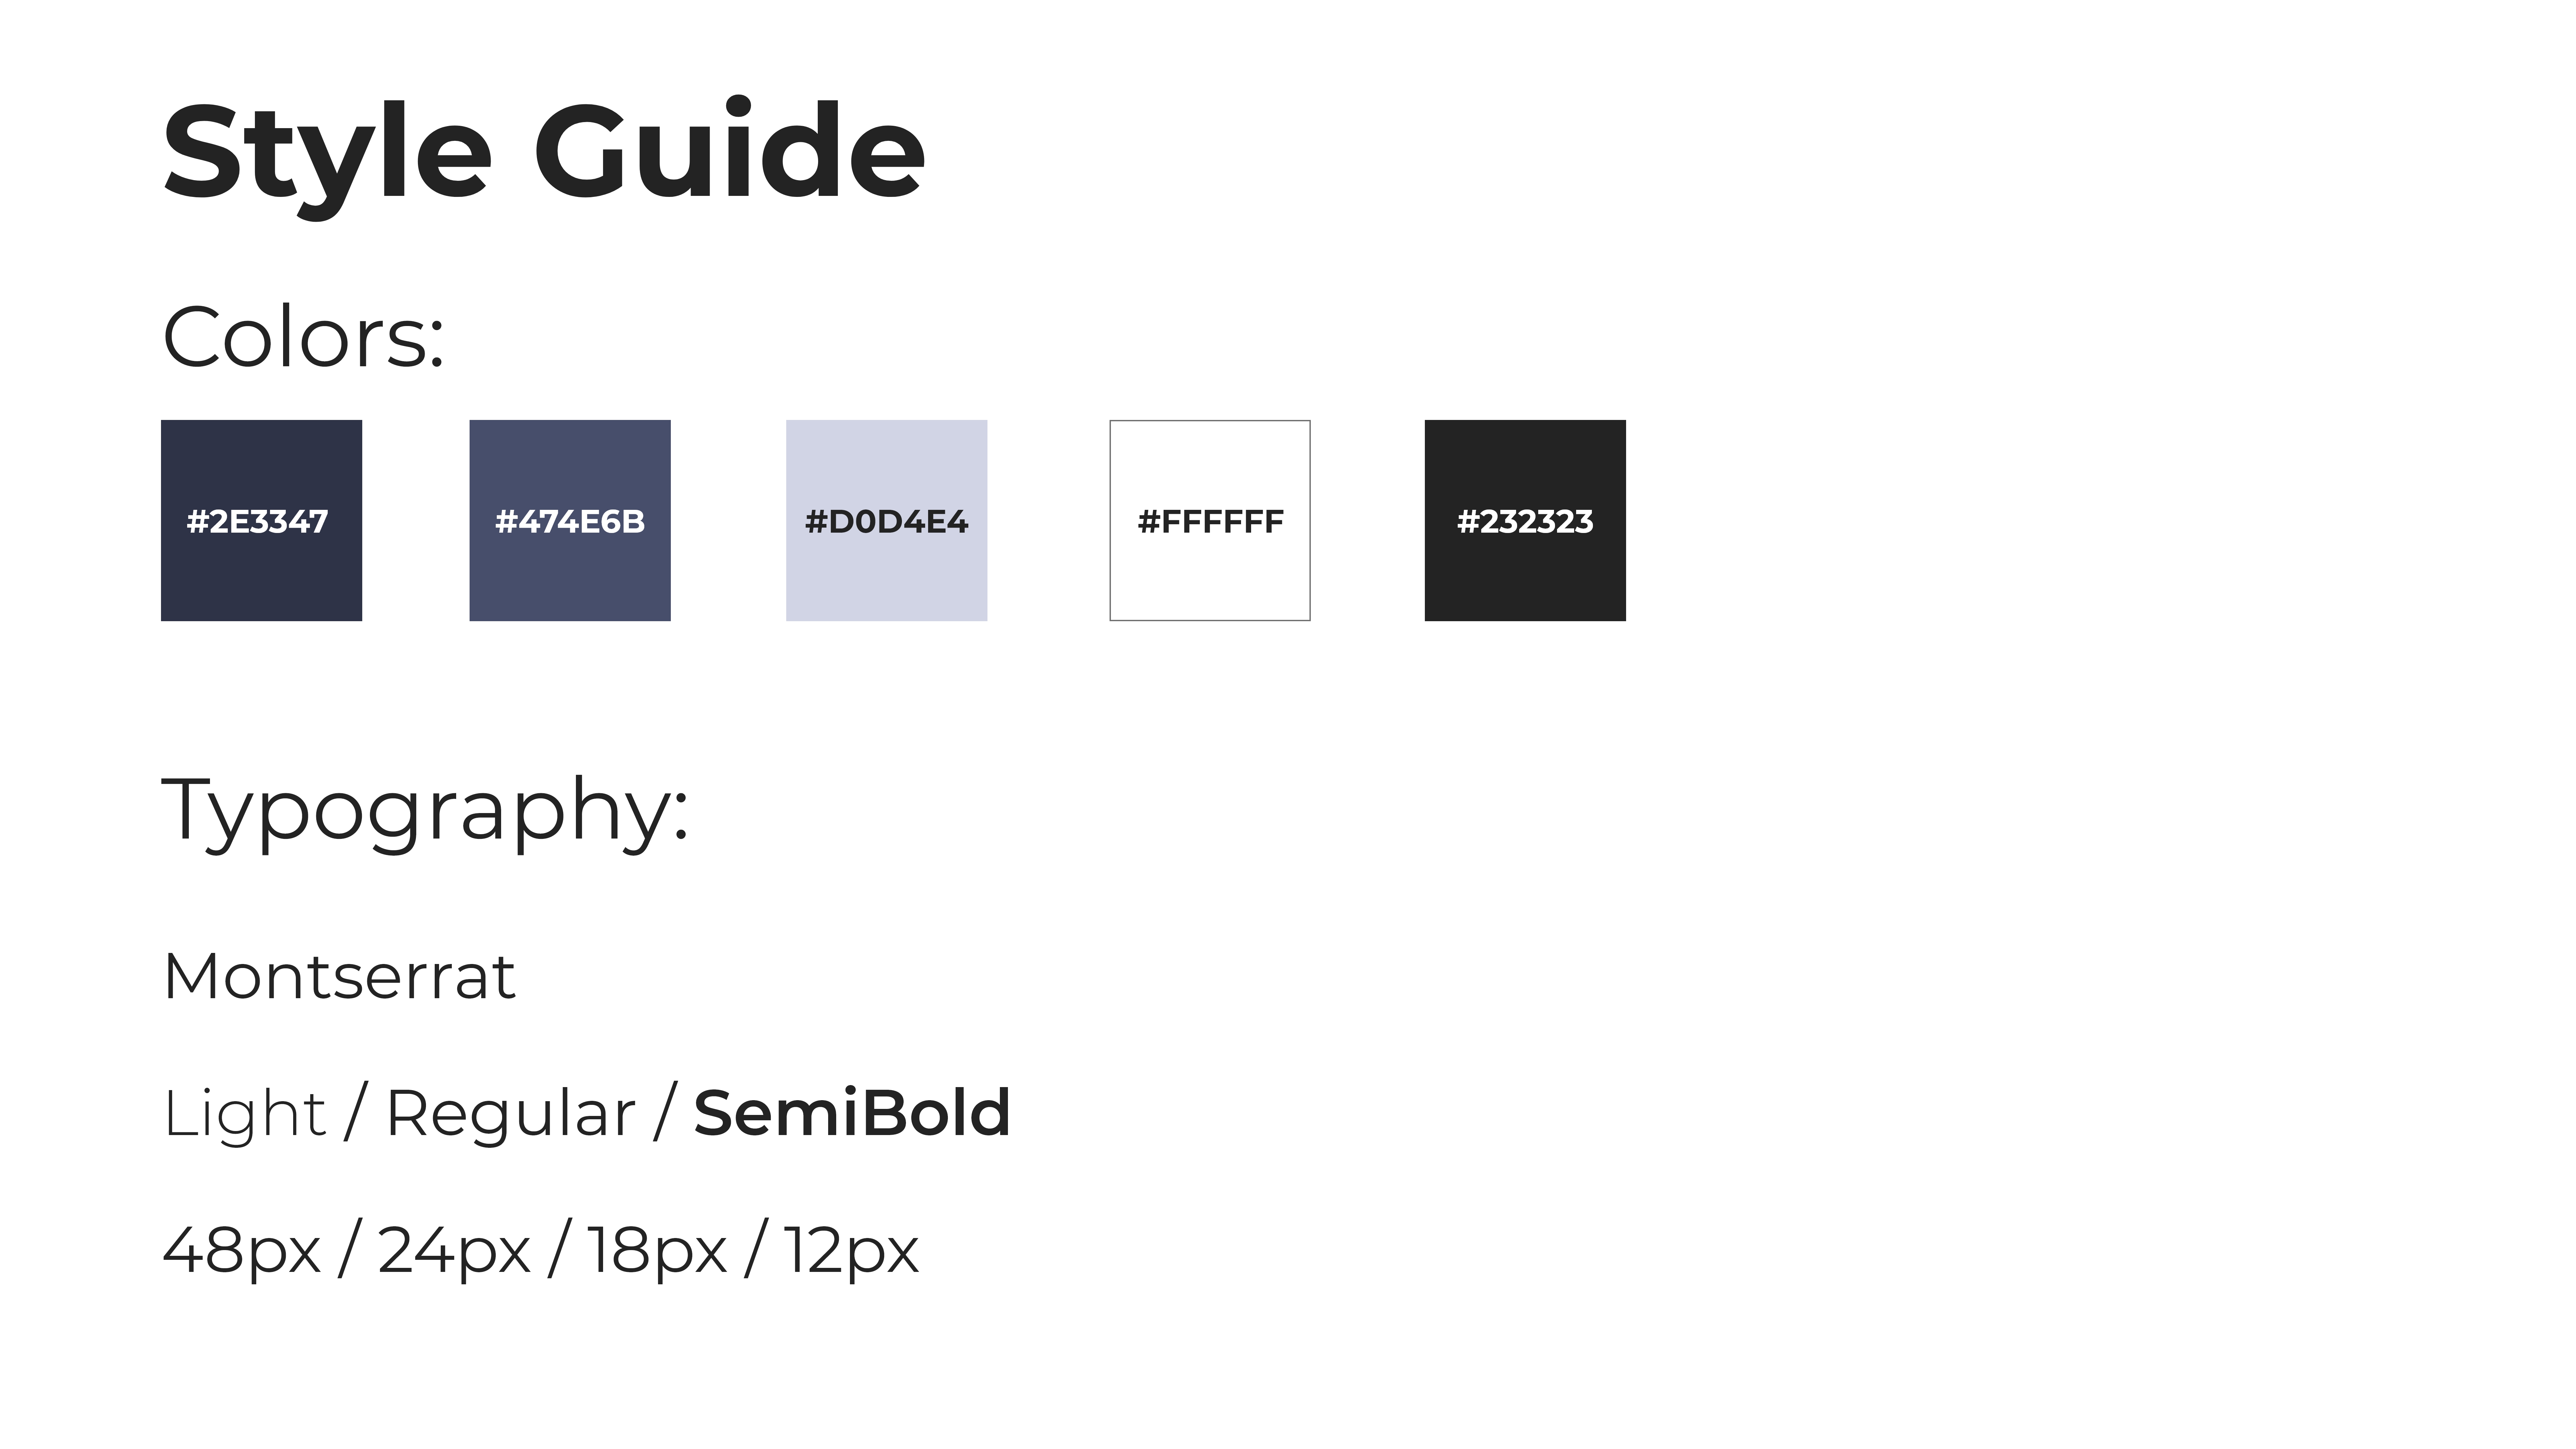 Style Guide
Colors:
#2E3347 #474E6B #D0D4E4 #FFFFFF #232323
Typography:
Montserrat
Light / Regular / SemiBold
48px / 24px / 18px / 12px